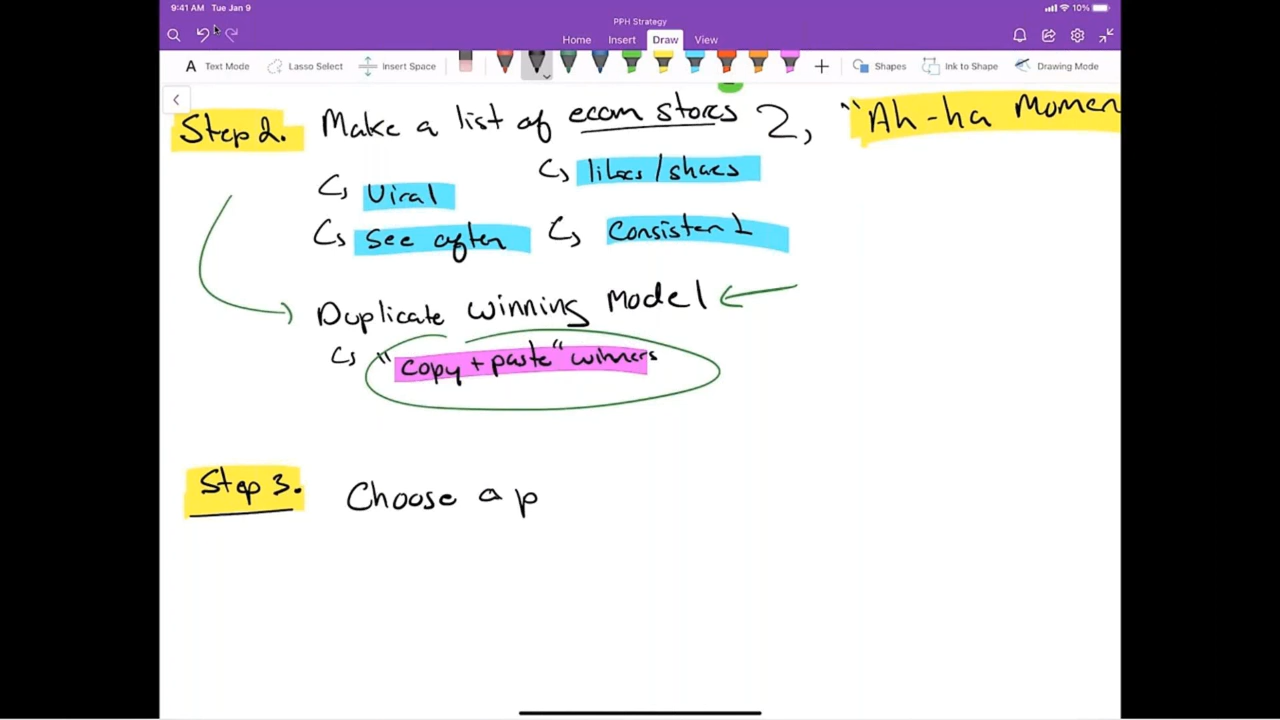 9:41 AM Tue Jan 9
10%
PPH Strategy
Home Insert Draw View
A Text Mode Lasso Select Insert Space Shapes Ink to Shape Drawing Mode
Step 2. Make a list of ecom stores 2, "Ah-ha Momen
Viral likes/shares
See often Consistent
Duplicate winning Model
"copy + paste" winners
Step 3. Choose a p